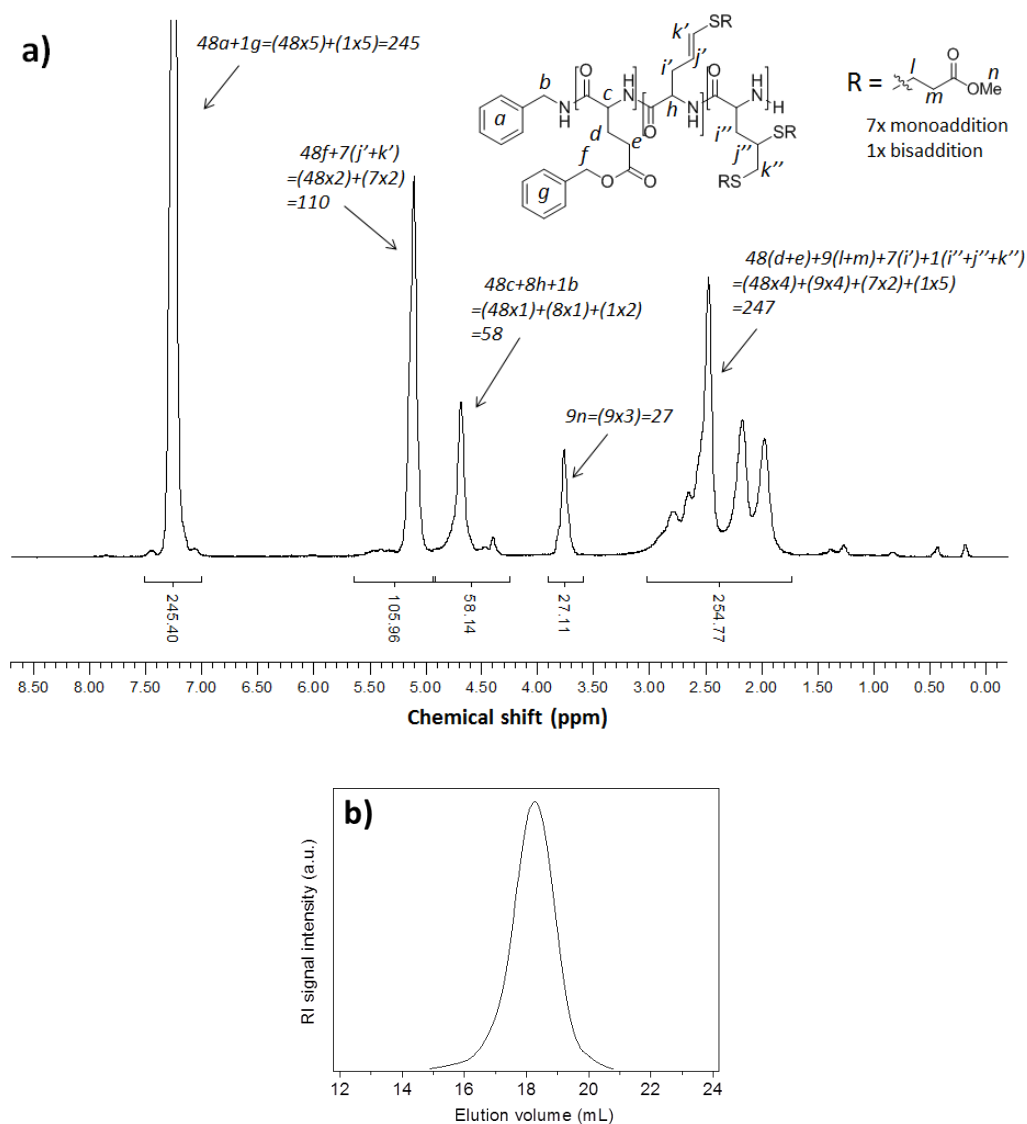 a)
48a+1g=(48x5)+(1x5)=245
48f+7(j'+k')
=(48x2)+(7x2)
=110
48c+8h+1b
=(48x1)+(8x1)+(1x2)
=58
9n=(9x3)=27
48(d+e)+9(l+m)+7(i')+1(i''+j''+k'')
=(48x4)+(9x4)+(7x2)+(1x5)
=247
SR
k'
j'
i'
b
O
H
N
c
O
H
N
a
N
H
h
O
N
H
H
d
e
i''
SR
j''
f
k''
RS
g
O
O
R =
l
m
O
n
OMe
7x monoaddition
1x bisaddition
245.40
105.96
58.14
27.11
254.77
8.50 8.00 7.50 7.00 6.50 6.00 5.50 5.00 4.50 4.00 3.50 3.00 2.50 2.00 1.50 1.00 0.50 0.00
Chemical shift (ppm)
b)
RI signal intensity (a.u.)
12 14 16 18 20 22 24
Elution volume (mL)